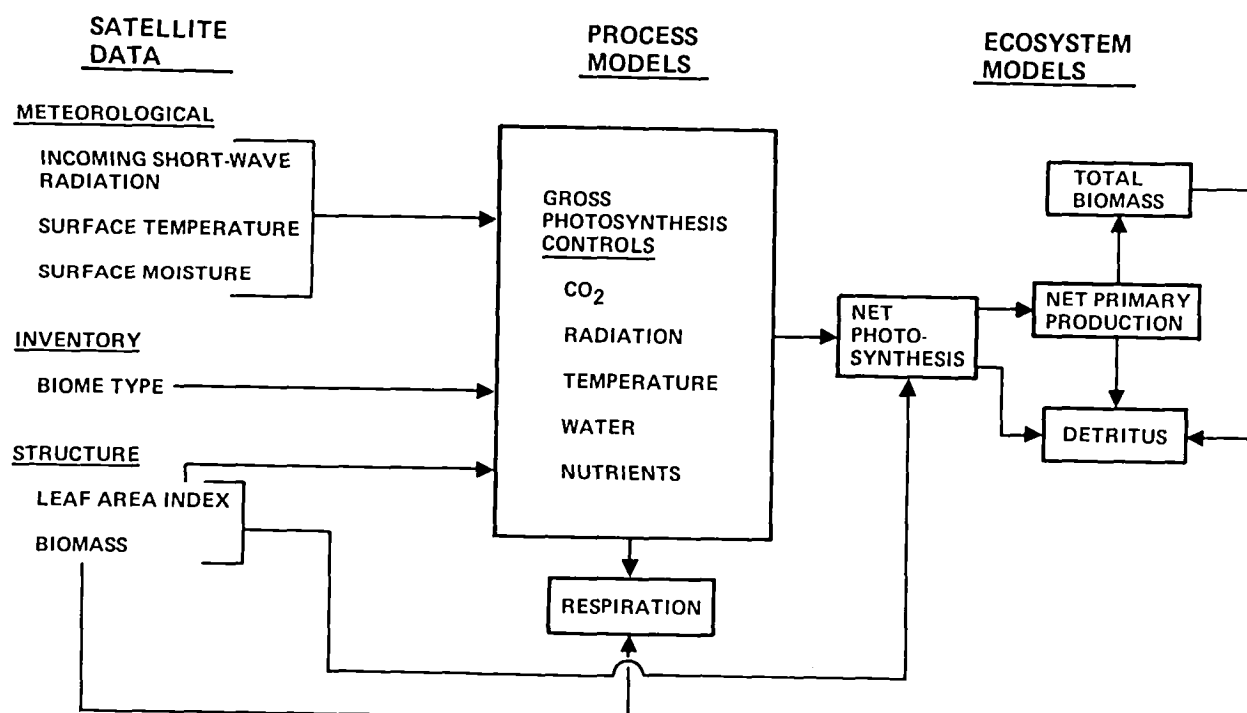 SATELLITE
DATA
METEOROLOGICAL
INCOMING SHORT-WAVE
RADIATION
SURFACE TEMPERATURE
SURFACE MOISTURE
INVENTORY
BIOME TYPE
STRUCTURE
LEAF AREA INDEX
BIOMASS
PROCESS
MODELS
GROSS
PHOTOSYNTHESIS
CONTROLS
CO2
RADIATION
TEMPERATURE
WATER
NUTRIENTS
RESPIRATION
NET
PHOTO-
SYNTHESIS
ECOSYSTEM
MODELS
TOTAL
BIOMASS
NET PRIMARY
PRODUCTION
DETRITUS